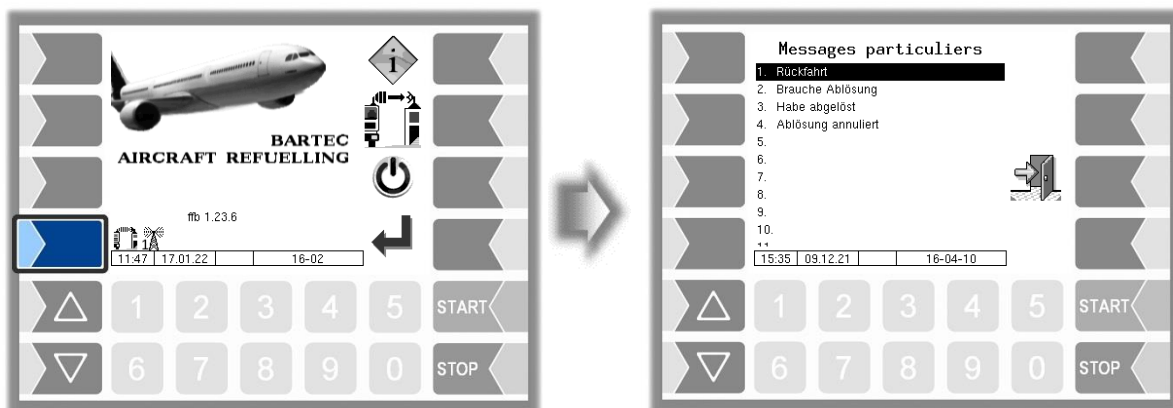 i
BARTEC
AIRCRAFT REFUELLING
ffb 1.23.6
1
11:47 17.01.22 16-02
1 2 3 4 5 START
6 7 8 9 0 STOP
Messages particuliers
1. Rückfahrt
2. Brauche Ablösung
3. Habe abgelöst
4. Ablösung annuliert
5.
6.
7.
8.
9.
10.
15:35 09.12.21 16-04-10
1 2 3 4 5 START
6 7 8 9 0 STOP